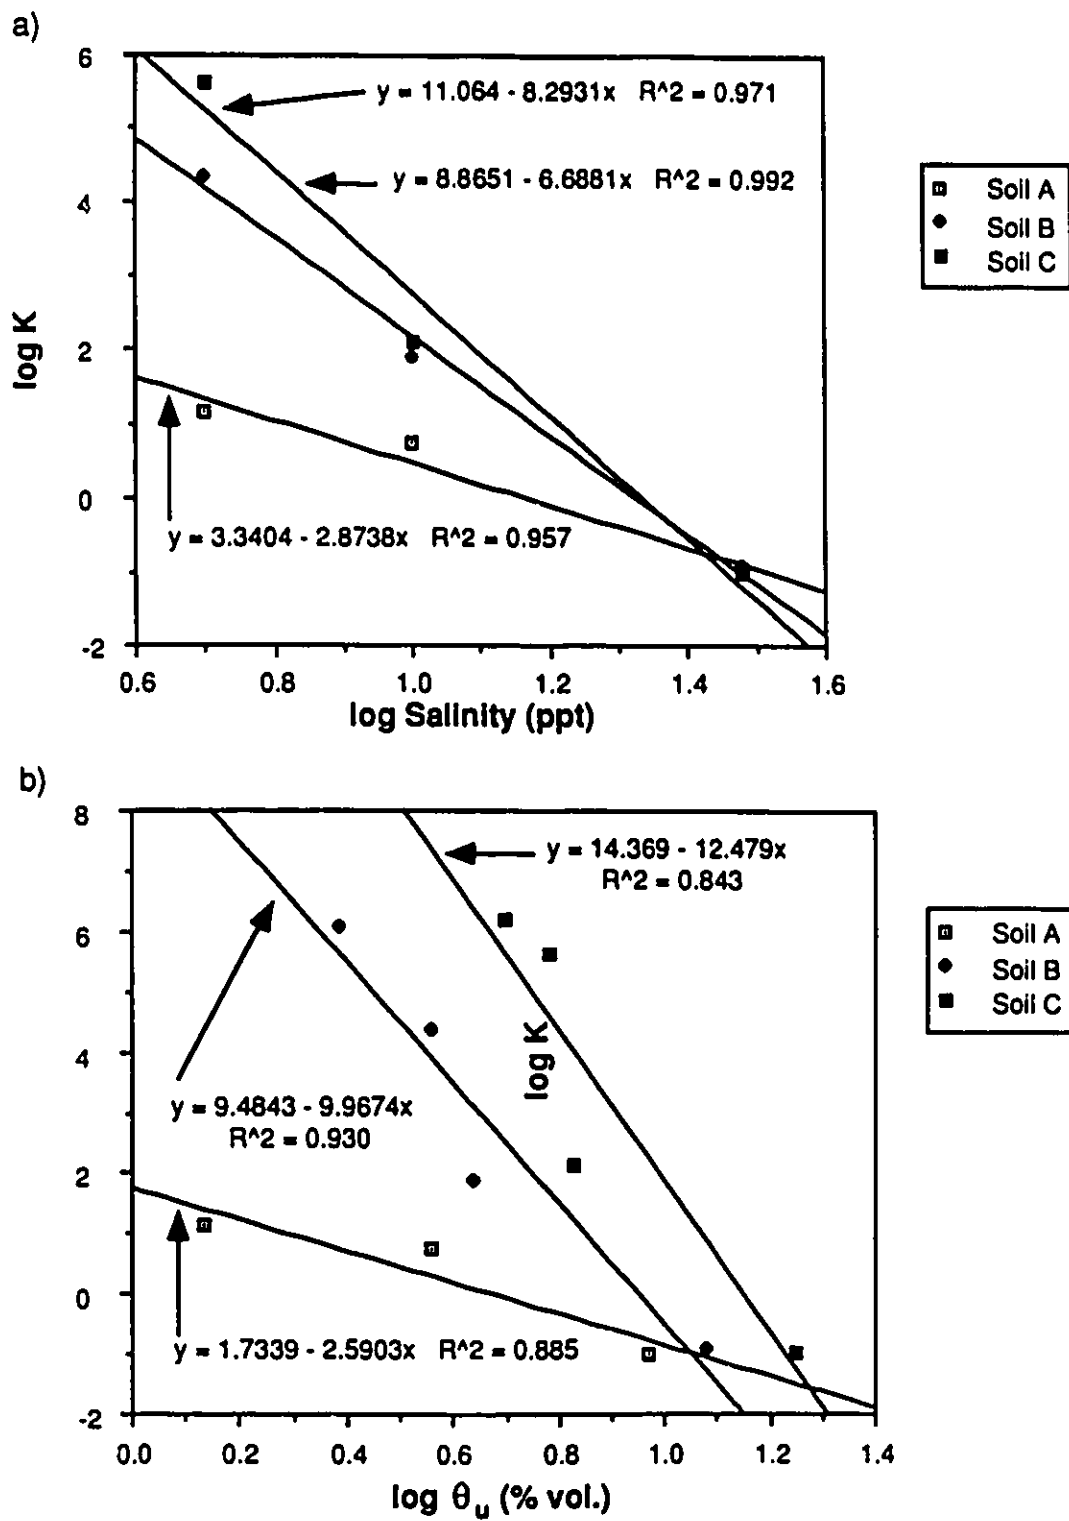 a)
6
y = 11.064 - 8.2931x R^2 = 0.971
y = 8.8651 - 6.6881x R^2 = 0.992
Soil A
Soil B
Soil C
4
log K
2
0
y = 3.3404 - 2.8738x R^2 = 0.957
-2
0.6 0.8 1.0 1.2 1.4 1.6
log Salinity (ppt)
b)
8
y = 14.369 - 12.479x
R^2 = 0.843
Soil A
Soil B
Soil C
6
4
log K
y = 9.4843 - 9.9674x
R^2 = 0.930
2
0
y = 1.7339 - 2.5903x R^2 = 0.885
-2
0.0 0.2 0.4 0.6 0.8 1.0 1.2 1.4
log θu (% vol.)